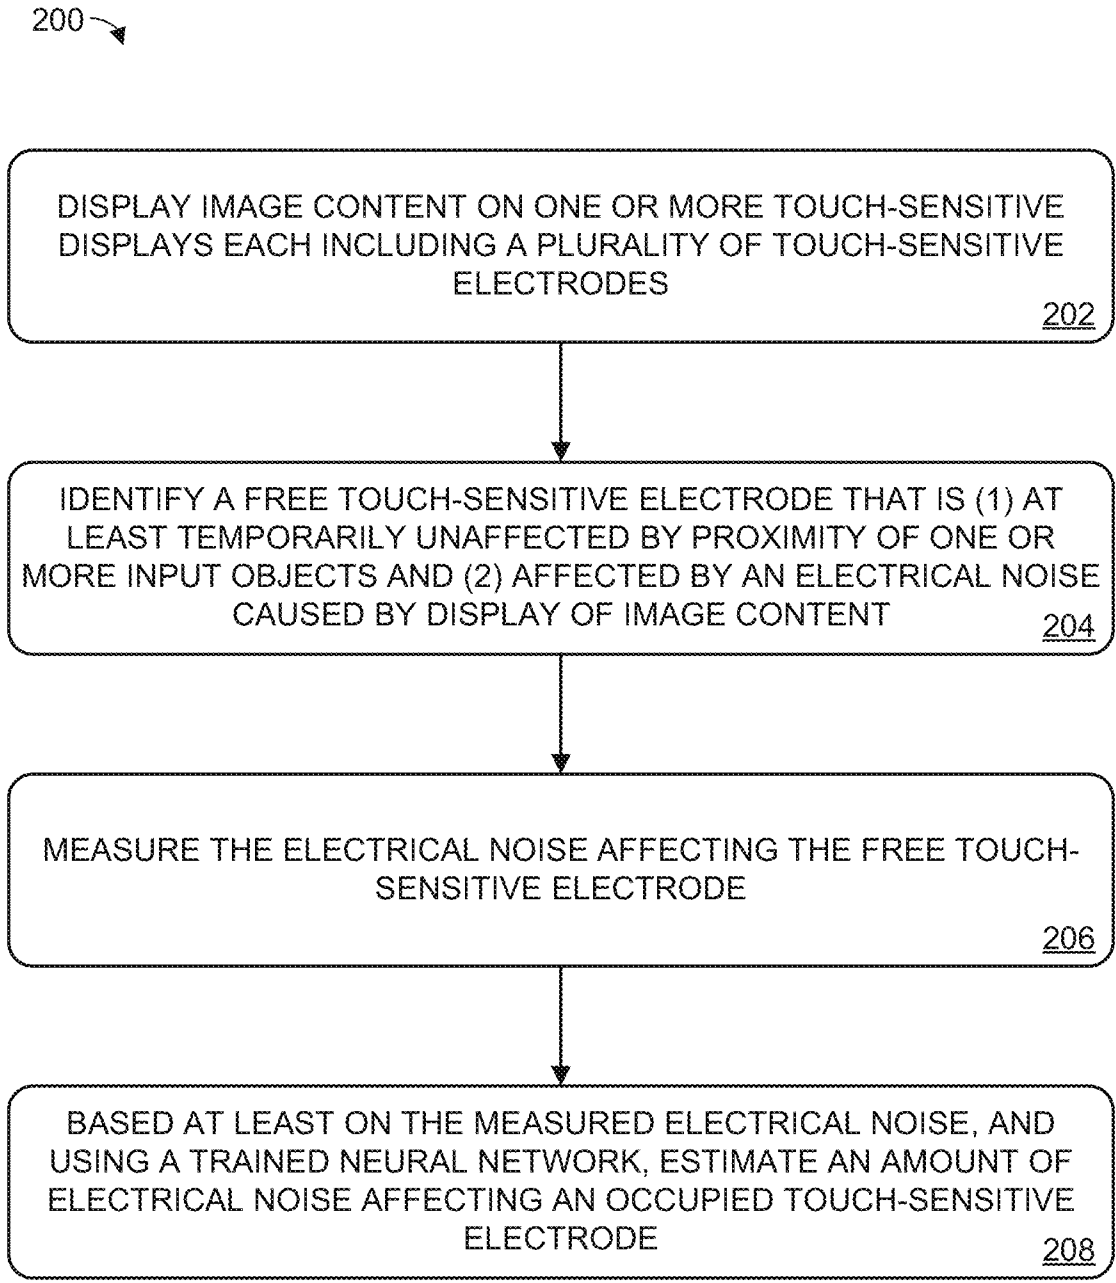 200
DISPLAY IMAGE CONTENT ON ONE OR MORE TOUCH-SENSITIVE
DISPLAYS EACH INCLUDING A PLURALITY OF TOUCH-SENSITIVE
ELECTRODES
202
IDENTIFY A FREE TOUCH-SENSITIVE ELECTRODE THAT IS (1) AT
LEAST TEMPORARILY UNAFFECTED BY PROXIMITY OF ONE OR
MORE INPUT OBJECTS AND (2) AFFECTED BY AN ELECTRICAL NOISE
CAUSED BY DISPLAY OF IMAGE CONTENT
204
MEASURE THE ELECTRICAL NOISE AFFECTING THE FREE TOUCH-
SENSITIVE ELECTRODE
206
BASED AT LEAST ON THE MEASURED ELECTRICAL NOISE, AND
USING A TRAINED NEURAL NETWORK, ESTIMATE AN AMOUNT OF
ELECTRICAL NOISE AFFECTING AN OCCUPIED TOUCH-SENSITIVE
ELECTRODE
208